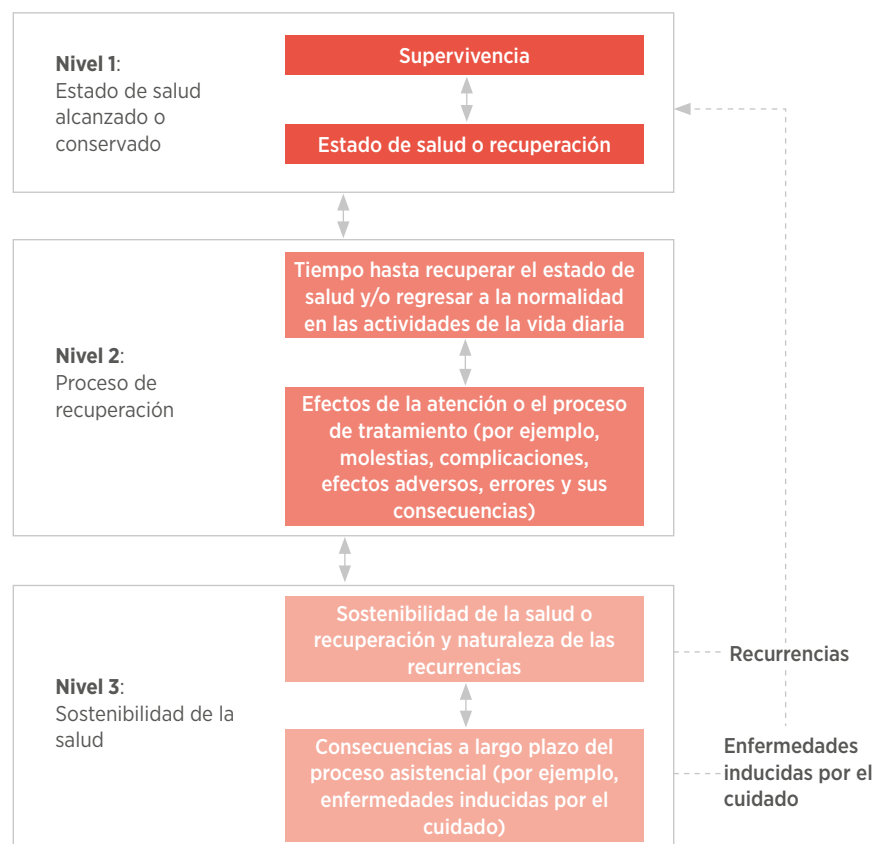 Nivel 1:
Estado de salud
alcanzado o
conservado
Supervivencia
Estado de salud o recuperación
Nivel 2:
Proceso de
recuperación
Tiempo hasta recuperar el estado de
salud y/o regresar a la normalidad
en las actividades de la vida diaria
Efectos de la atención o el proceso
de tratamiento (por ejemplo,
molestias, complicaciones,
efectos adversos, errores y sus
consecuencias)
Nivel 3:
Sostenibilidad de la
salud
Sostenibilidad de la salud o
recuperación y naturaleza de las
recurrencias
Consecuencias a largo plazo del
proceso asistencial (por ejemplo,
enfermedades inducidas por el
cuidado)
Recurrencias
Enfermedades
inducidas por el
cuidado